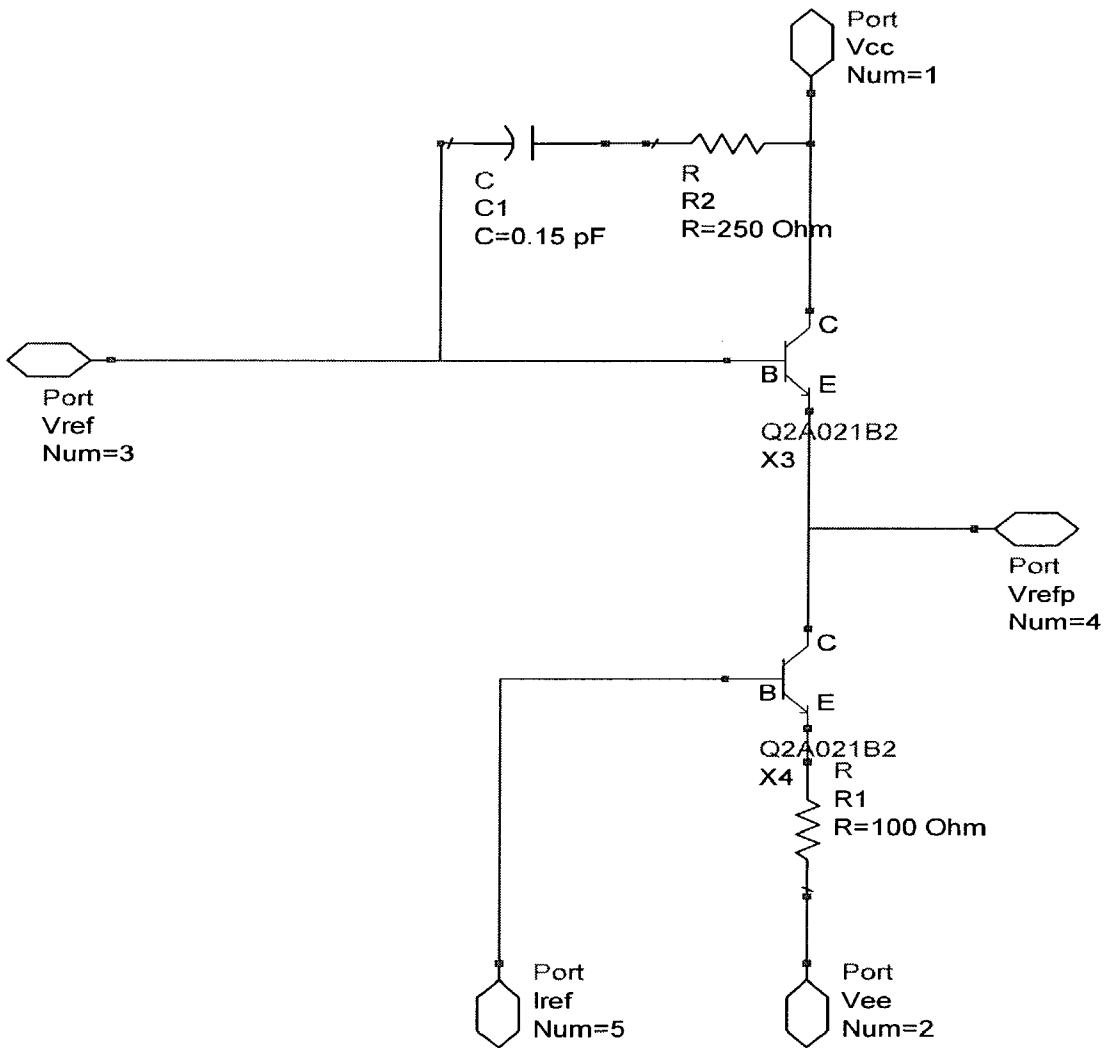 Port
Vcc
Num=1
C
C1
C=0.15 pF
R
R2
R=250 Ohm
C
B
E
Q2A021B2
X3
Port
Vref
Num=3
Port
Vrefp
Num=4
C
B
E
Q2A021B2
X4
R
R1
R=100 Ohm
Port
Iref
Num=5
Port
Vee
Num=2